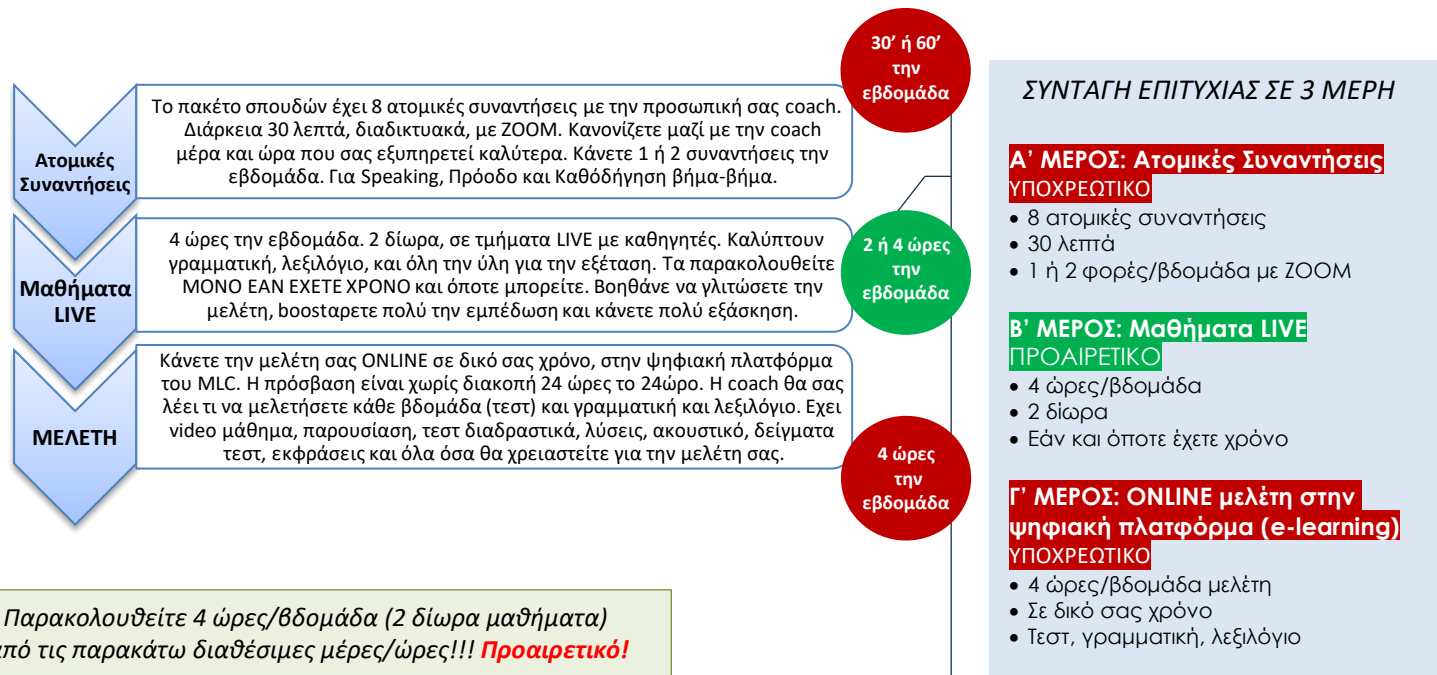 30’ ή 60’
την
εβδομάδα
Ατομικές
Συναντήσεις
Το πακέτο σπουδών έχει 8 ατομικές συναντήσεις με την προσωπική σας coach.
Διάρκεια 30 λεπτά, διαδικτυακά, με ZOOM. Κανονίζετε μαζί με την coach
μέρα και ώρα που σας εξυπηρετεί καλύτερα. Κάνετε 1 ή 2 συναντήσεις την
εβδομάδα. Για Speaking, Πρόοδο και Καθόδήγηση βήμα-βήμα.
Μαθήματα
LIVE
4 ώρες την εβδομάδα. 2 δίωρα, σε τμήματα LIVE με καθηγητές. Καλύπτουν
γραμματική, λεξιλόγιο, και όλη την ύλη για την εξέταση. Τα παρακολουθείτε
ΜΟΝΟ ΕΑΝ ΕΧΕΤΕ ΧΡΟΝΟ και όποτε μπορείτε. Βοηθάνε να γλιτώσετε την
μελέτη, boostαρετε πολύ την εμπέδωση και κάνετε πολύ εξάσκηση.
2 ή 4 ώρες
την
εβδομάδα
ΜΕΛΕΤΗ
Κάνετε την μελέτη σας ONLINE σε δικό σας χρόνο, στην ψηφιακή πλατφόρμα
του MLC. Η πρόσβαση είναι χωρίς διακοπή 24 ώρες το 24ώρο. Η coach θα σας
λέει τι να μελετήσετε κάθε βδομάδα (τεστ) και γραμματική και λεξιλόγιο. Εχει
video μάθημα, παρουσίαση, τεστ διαδραστικά, λύσεις, ακουστικό, δείγματα
τεστ, εκφράσεις και όλα όσα θα χρειαστείτε για την μελέτη σας.
4 ώρες
την
εβδομάδα
Παρακολουθείτε 4 ώρες/βδομάδα (2 δίωρα μαθήματα)
από τις παρακάτω διαθέσιμες μέρες/ώρες!!! Προαιρετικό!
ΣΥΝΤΑΓΗ ΕΠΙΤΥΧΙΑΣ ΣΕ 3 ΜΕΡΗ
Α’ ΜΕΡΟΣ: Ατομικές Συναντήσεις
ΥΠΟΧΡΕΩΤΙΚΟ
• 8 ατομικές συναντήσεις
• 30 λεπτά
• 1 ή 2 φορές/βδομάδα με ZOOM
Β’ ΜΕΡΟΣ: Μαθήματα LIVE
ΠΡΟΑΙΡΕΤΙΚΟ
• 4 ώρες/βδομάδα
• 2 δίωρα
• Εάν και όποτε έχετε χρόνο
Γ’ ΜΕΡΟΣ: ONLINE μελέτη στην
ψηφιακή πλατφόρμα (e-learning)
ΥΠΟΧΡΕΩΤΙΚΟ
• 4 ώρες/βδομάδα μελέτη
• Σε δικό σας χρόνο
• Τεστ, γραμματική, λεξιλόγιο